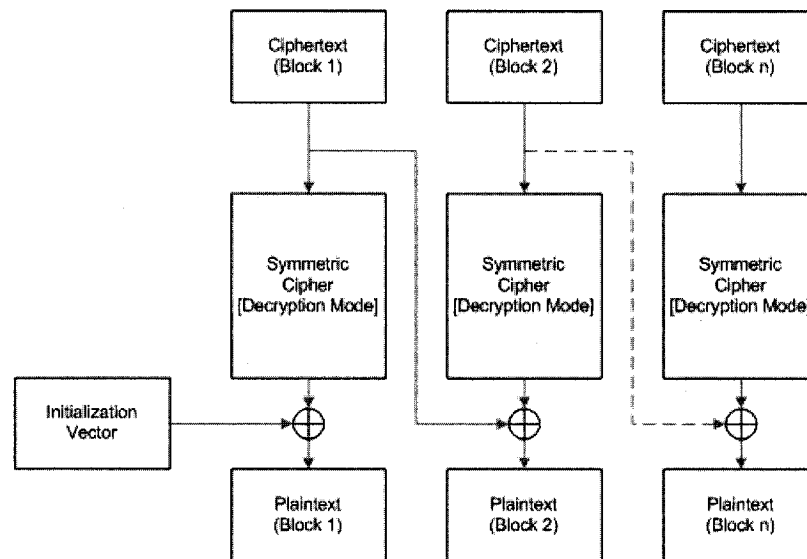 Ciphertext
(Block 1)
Ciphertext
(Block 2)
Ciphertext
(Block n)
Symmetric
Cipher
[Decryption Mode]
Symmetric
Cipher
[Decryption Mode]
Symmetric
Cipher
[Decryption Mode]
Initialization
Vector
Plaintext
(Block 1)
Plaintext
(Block 2)
Plaintext
(Block n)